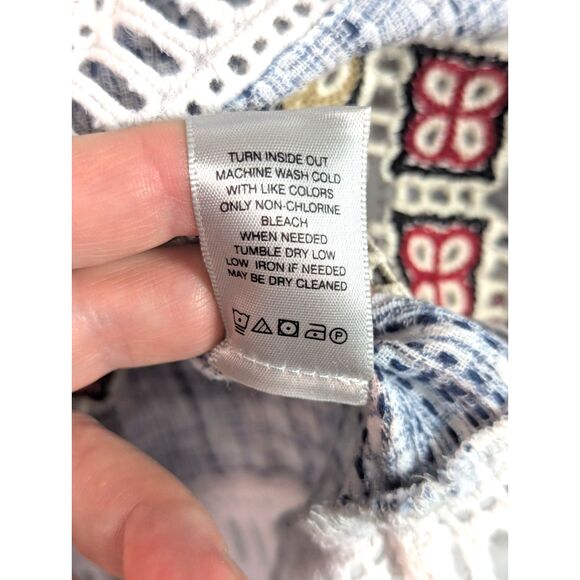 TURN INSIDE OUT
MACHINE WASH COLD
WITH LIKE COLORS
ONLY NON-CHLORINE
BLEACH
WHEN NEEDED
TUMBLE DRY LOW
LOW IRON IF NEEDED
MAY BE DRY CLEANED
P